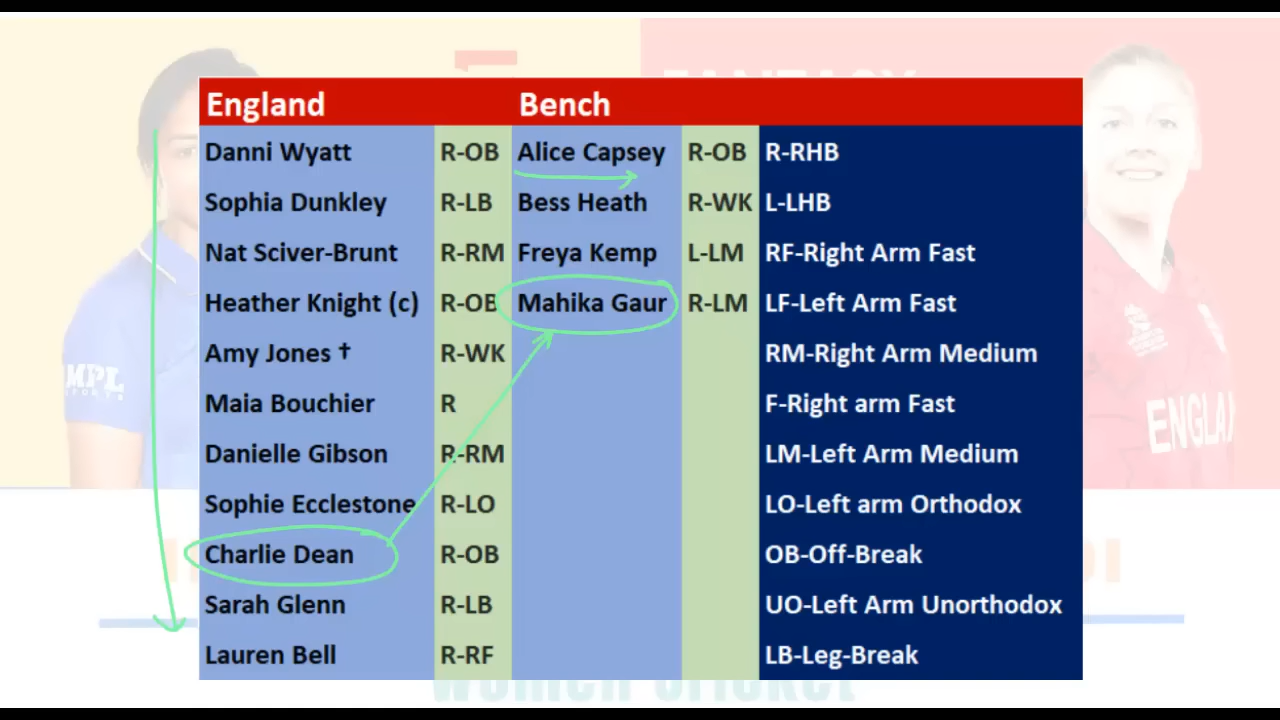 England Bench
Danni Wyatt R-OB Alice Capsey R-OB R-RHB
Sophia Dunkley R-LB Bess Heath R-WK L-LHB
Nat Sciver-Brunt R-RM Freya Kemp L-LM RF-Right Arm Fast
Heather Knight (c) R-OB Mahika Gaur R-LM LF-Left Arm Fast
Amy Jones † R-WK RM-Right Arm Medium
Maia Bouchier R F-Right arm Fast
Danielle Gibson R-RM LM-Left Arm Medium
Sophie Ecclestone R-LO LO-Left arm Orthodox
Charlie Dean R-OB OB-Off-Break
Sarah Glenn R-LB UO-Left Arm Unorthodox
Lauren Bell R-RF LB-Leg-Break
MPL
SPORTS
Women Cricket